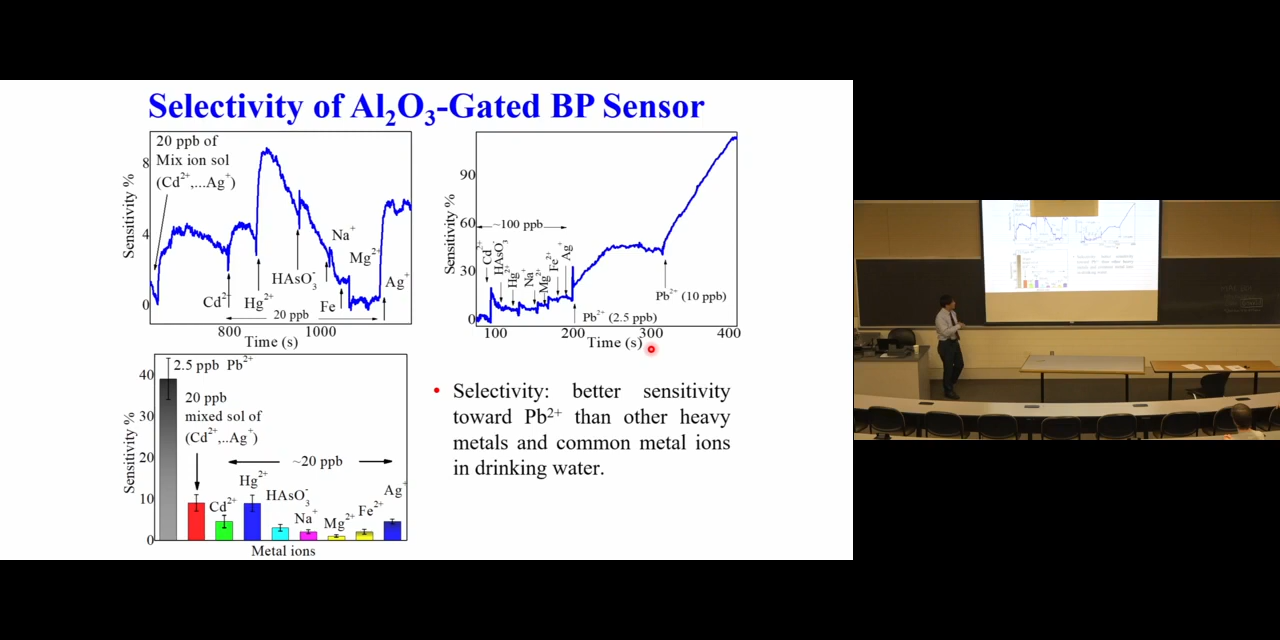 Selectivity of Al₂O₃-Gated BP Sensor
20 ppb of
Mix ion sol
(Cd²⁺,...Ag⁺)
Sensitivity %
8
4
0
Cd²⁺
Hg²⁺
HAsO₃⁻
Na⁺
Fe
Mg²⁺
Ag⁺
20 ppb
800
1000
Time (s)
Sensitivity %
90
60
30
0
~100 ppb
Cd²⁺
HAsO₃⁻
Hg²⁺
Na⁺
Mg²⁺
Fe²⁺
Ag⁺
Pb²⁺ (2.5 ppb)
Pb²⁺ (10 ppb)
100
200
300
400
Time (s)
Sensitivity %
40
30
20
10
0
2.5 ppb Pb²⁺
20 ppb
mixed sol of
(Cd²⁺,..Ag⁺)
~20 ppb
Cd²⁺
Hg²⁺
HAsO₃⁻
Na⁺
Mg²⁺
Fe²⁺
Ag⁺
Metal ions
• Selectivity: better sensitivity
toward Pb²⁺ than other heavy
metals and common metal ions
in drinking water.